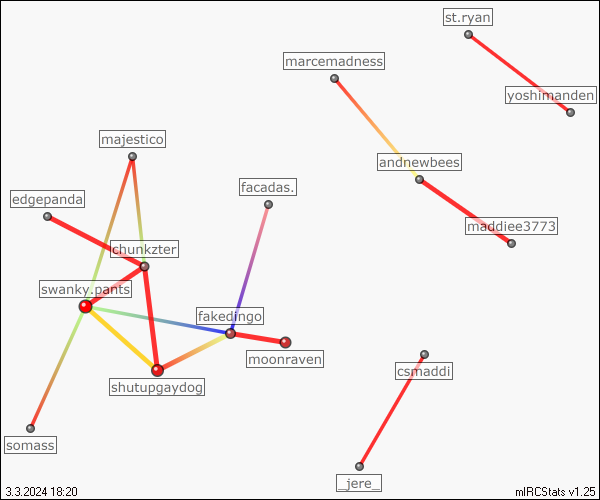 st.ryan
marcemadness
yoshimanden
majestico
andnewbees
facadas.
edgepanda
maddiee3773
chunkzter
swanky.pants
fakedingo
moonraven
csmaddi
shutupgaydog
somass
_jere_
3.3.2024 18:20
mIRCStats v1.25